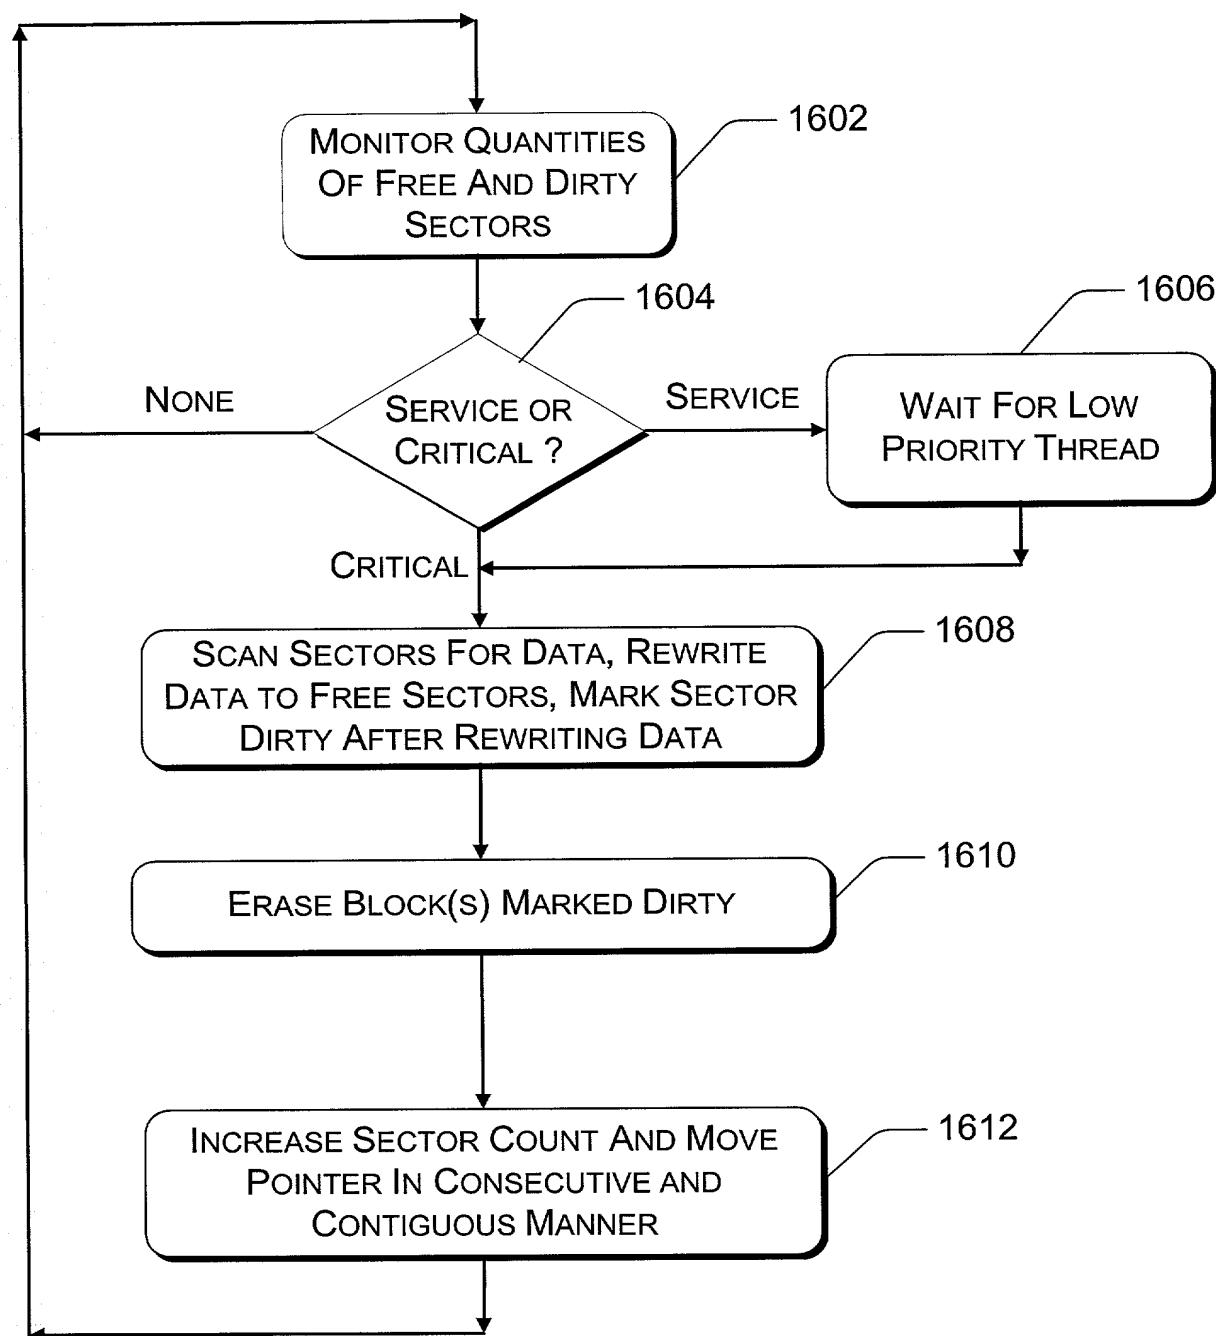 1602
MONITOR QUANTITIES
OF FREE AND DIRTY
SECTORS
1604
1606
NONE
SERVICE OR
CRITICAL ?
SERVICE
WAIT FOR LOW
PRIORITY THREAD
CRITICAL
1608
SCAN SECTORS FOR DATA, REWRITE
DATA TO FREE SECTORS, MARK SECTOR
DIRTY AFTER REWRITING DATA
1610
ERASE BLOCK(S) MARKED DIRTY
1612
INCREASE SECTOR COUNT AND MOVE
POINTER IN CONSECUTIVE AND
CONTIGUOUS MANNER